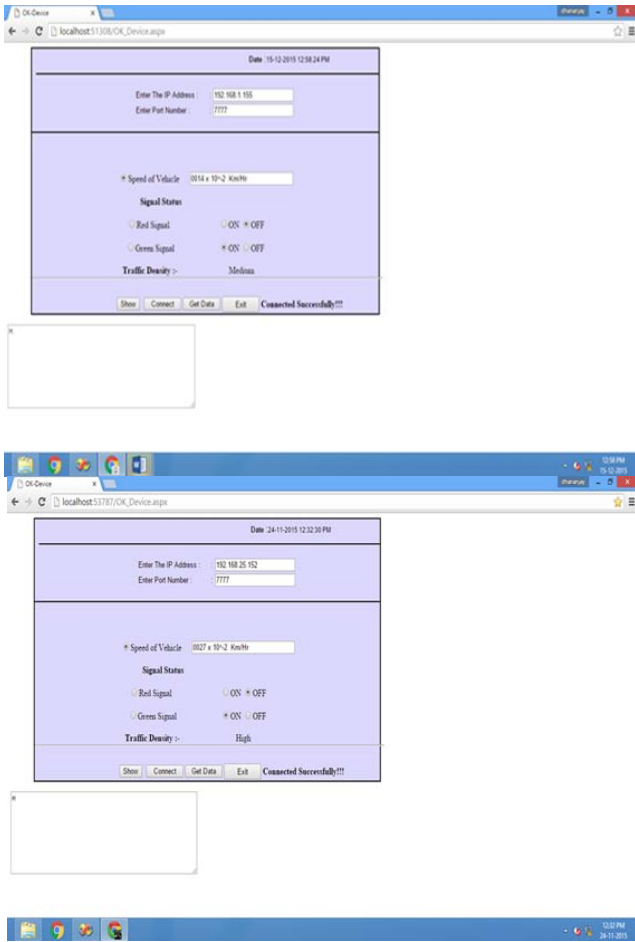 OK-Device
localhost:51308/OK_Device.aspx
Date :15-12-2015 12:58:24 PM
Enter The IP Address : 192.168.1.155
Enter Port Number : 7777
Speed of Vehicle 0014 x 10^-2 Km/Hr
Signal Status
Red Signal ON OFF
Green Signal ON OFF
Traffic Density :- Medium
Show Connect Get Data Exit Connected Successfully!!!
12:58 PM
15-12-2015
OK-Device
localhost:53787/OK_Device.aspx
Date :24-11-2015 12:32:30 PM
Enter The IP Address : 192.168.25.152
Enter Port Number : 7777
Speed of Vehicle 0027 x 10^-2 Km/Hr
Signal Status
Red Signal ON OFF
Green Signal ON OFF
Traffic Density :- High
Show Connect Get Data Exit Connected Successfully!!!
12:32 PM
24-11-2015